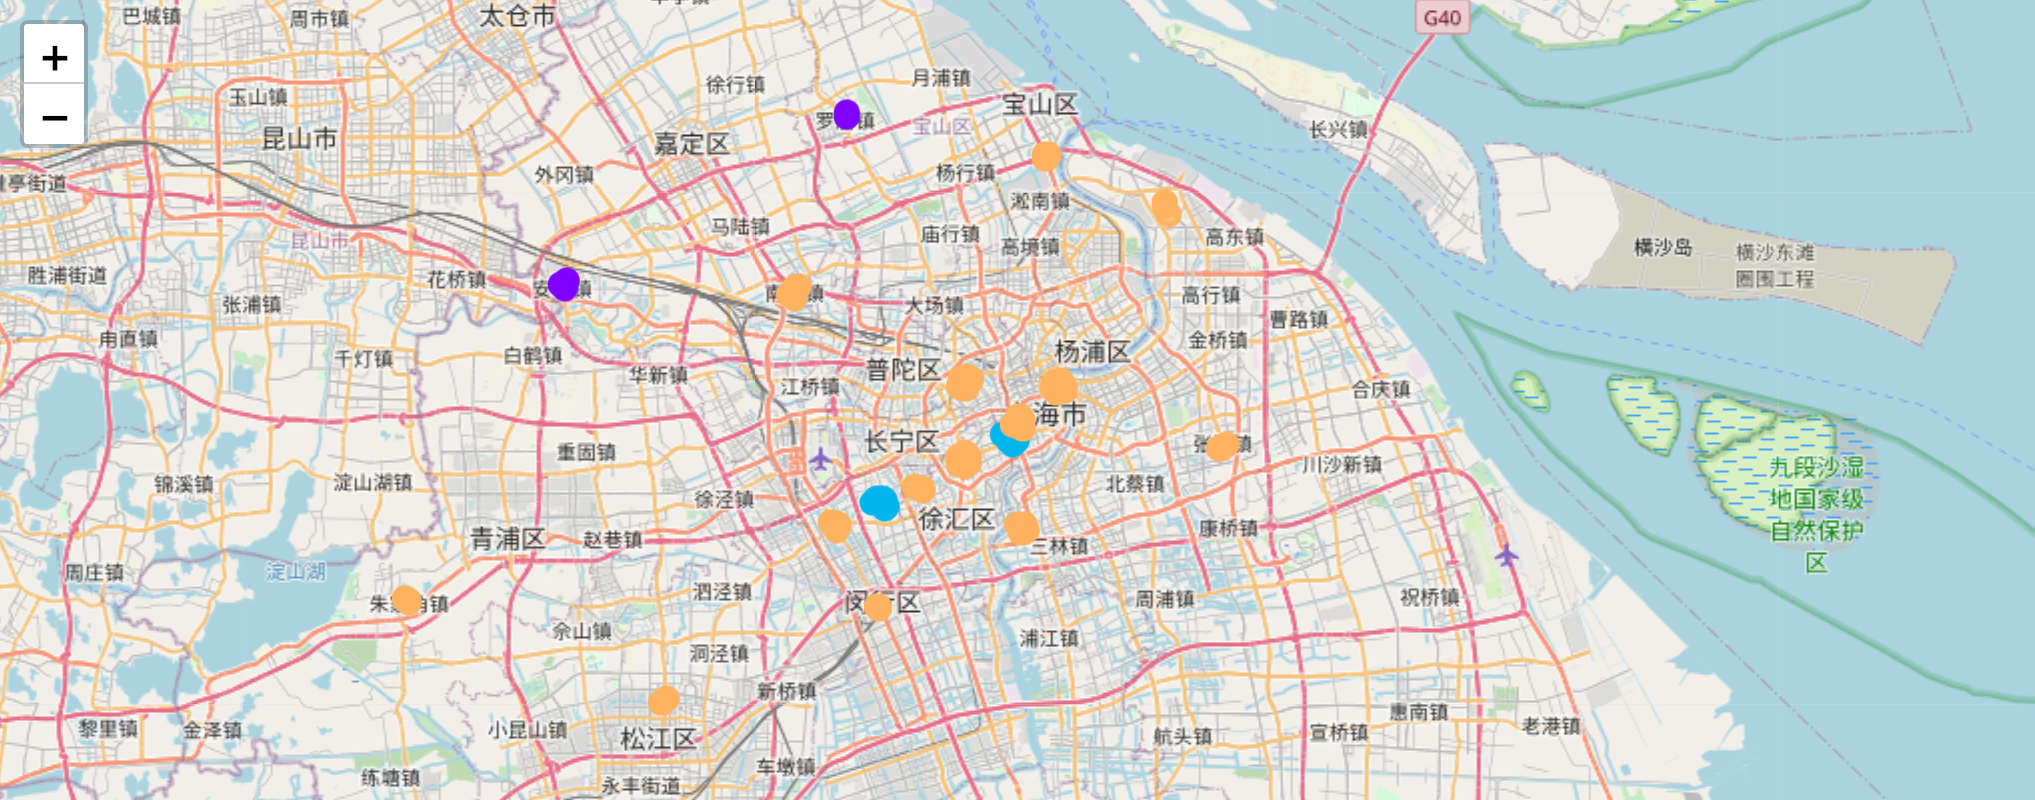 巴城镇
周市镇
太仓市
G40
+
−
徐行镇
月浦镇
玉山镇
宝山区
昆山市
嘉定区
宝山区
长兴镇
外冈镇
杨行镇
亭街道
淞南镇
马陆镇
庙行镇
高境镇
高东镇
昆山市
横沙岛
横沙东滩
圈围工程
胜浦街道
花桥镇
张浦镇
大场镇
高行镇
曹路镇
甪直镇
千灯镇
白鹤镇
华新镇
江桥镇
普陀区
杨浦区
金桥镇
合庆镇
海市
长宁区
重固镇
川沙新镇
锦溪镇
淀山湖镇
徐泾镇
北蔡镇
九段沙湿
地国家级
自然保护
区
青浦区
赵巷镇
徐汇区
三林镇
康桥镇
周庄镇
淀山湖
泗泾镇
周浦镇
祝桥镇
佘山镇
洞泾镇
浦江镇
新桥镇
黎里镇
金泽镇
小昆山镇
松江区
航头镇
宣桥镇
惠南镇
老港镇
练塘镇
永丰街道
车墩镇